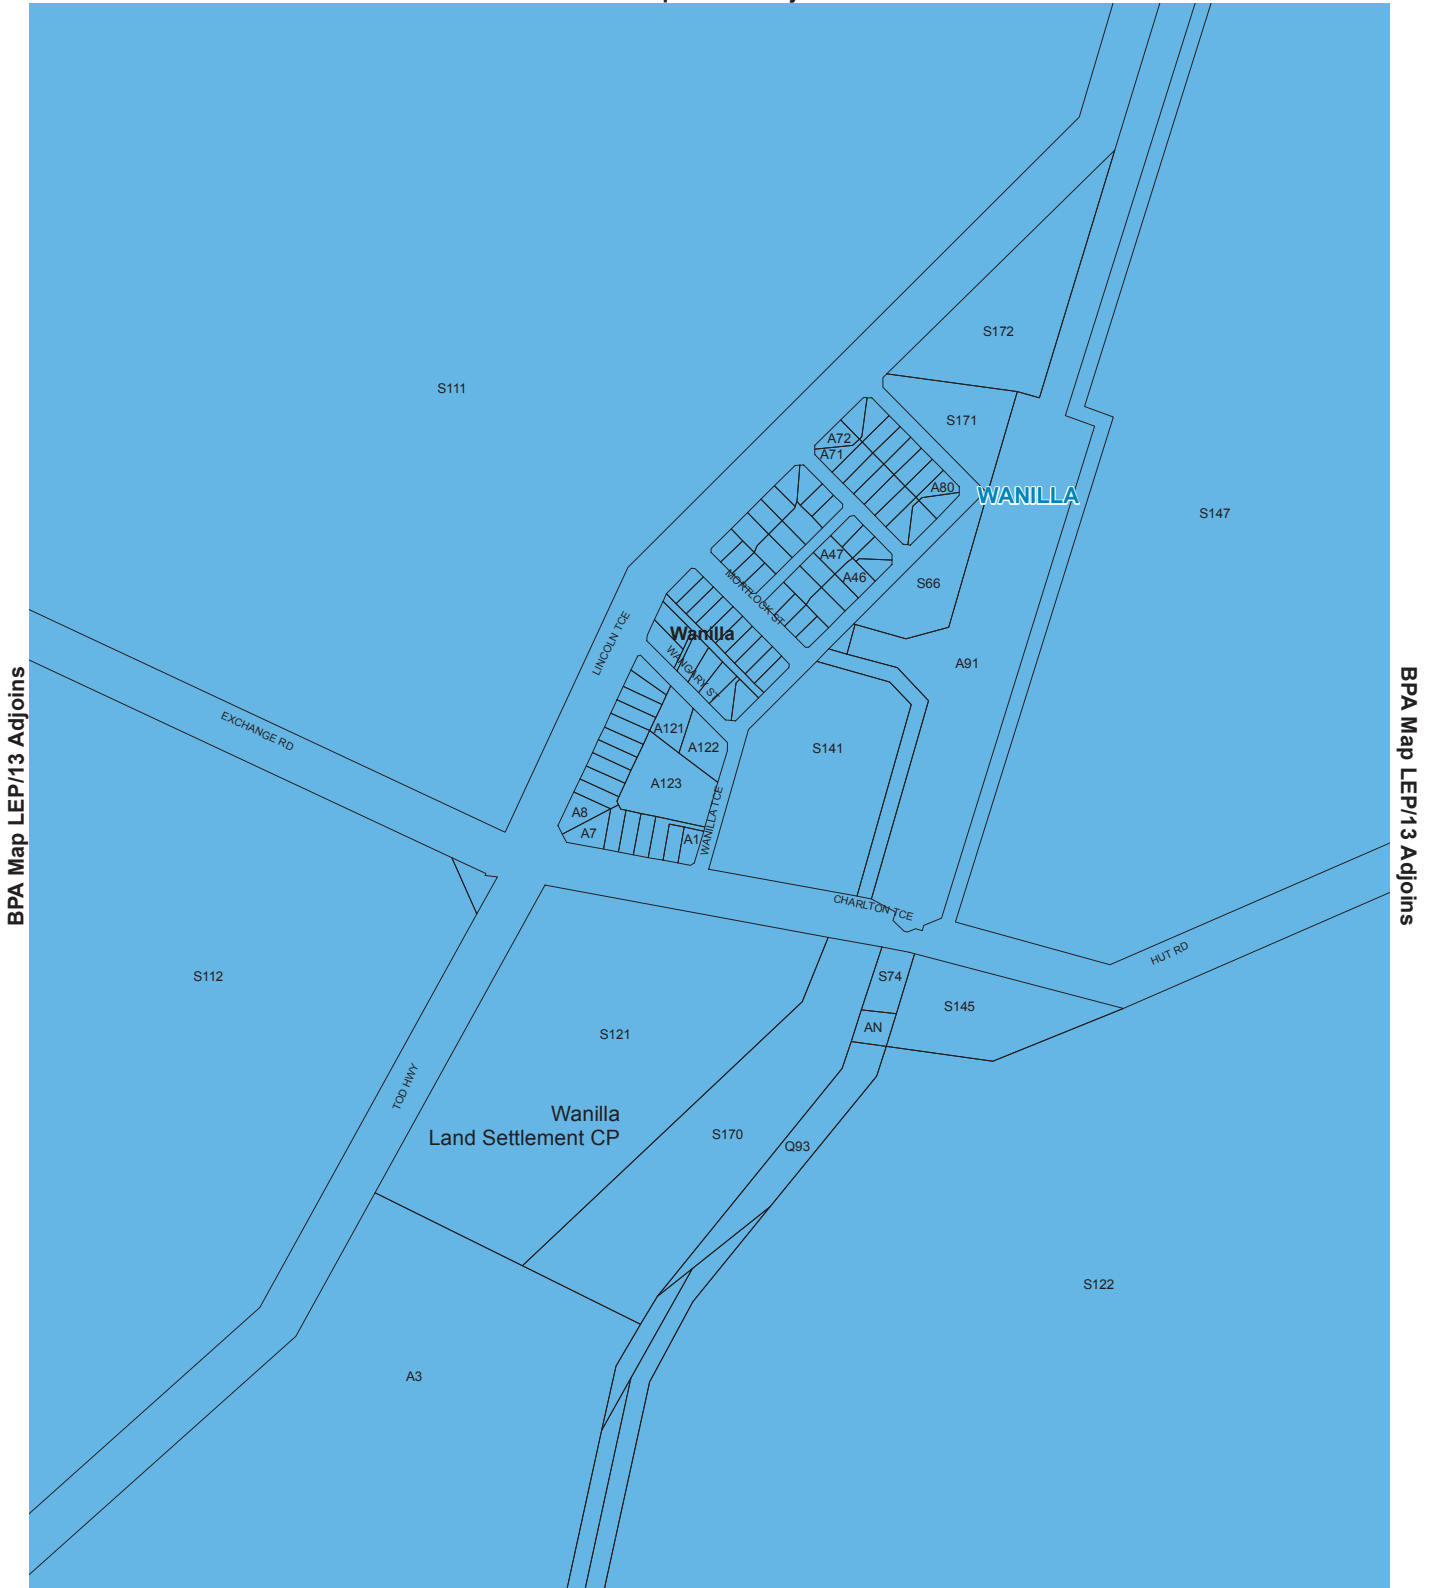 S172
S111
S171
A72
A71
A80
WANILLA
S147
A47
A46
S66
MORTLOCK ST
LINCOLN TCE
Wanilla
WANGARY ST
A91
BPA Map LEP/13 Adjoins
BPA Map LEP/13 Adjoins
EXCHANGE RD
A121
A122
S141
A123
WANILLA TCE
A8
A7
A1
CHARLTON TCE
HUT RD
S112
S74
S145
AN
S121
TOD HWY
Wanilla
Land Settlement CP
S170
Q93
S122
A3